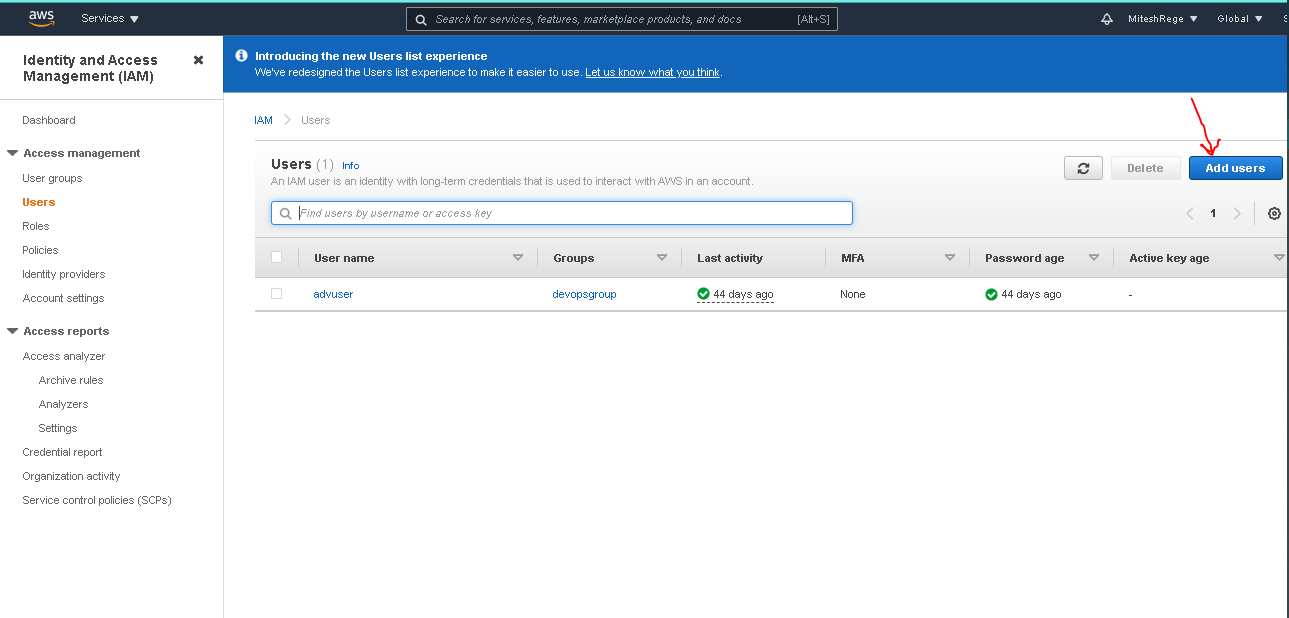 aws
Services
Search for services, features, marketplace products, and docs
[Alt+S]
MiteshRege
Global
Identity and Access
Management (IAM)
Dashboard
Access management
User groups
Users
Roles
Policies
Identity providers
Account settings
Access reports
Access analyzer
Archive rules
Analyzers
Settings
Credential report
Organization activity
Service control policies (SCPs)
Introducing the new Users list experience
We've redesigned the Users list experience to make it easier to use. Let us know what you think.
IAM
Users
Users (1) Info
An IAM user is an identity with long-term credentials that is used to interact with AWS in an account.
Delete
Add users
Find users by username or access key
1
User name
Groups
Last activity
MFA
Password age
Active key age
advuser
devopsgroup
44 days ago
None
44 days ago
-